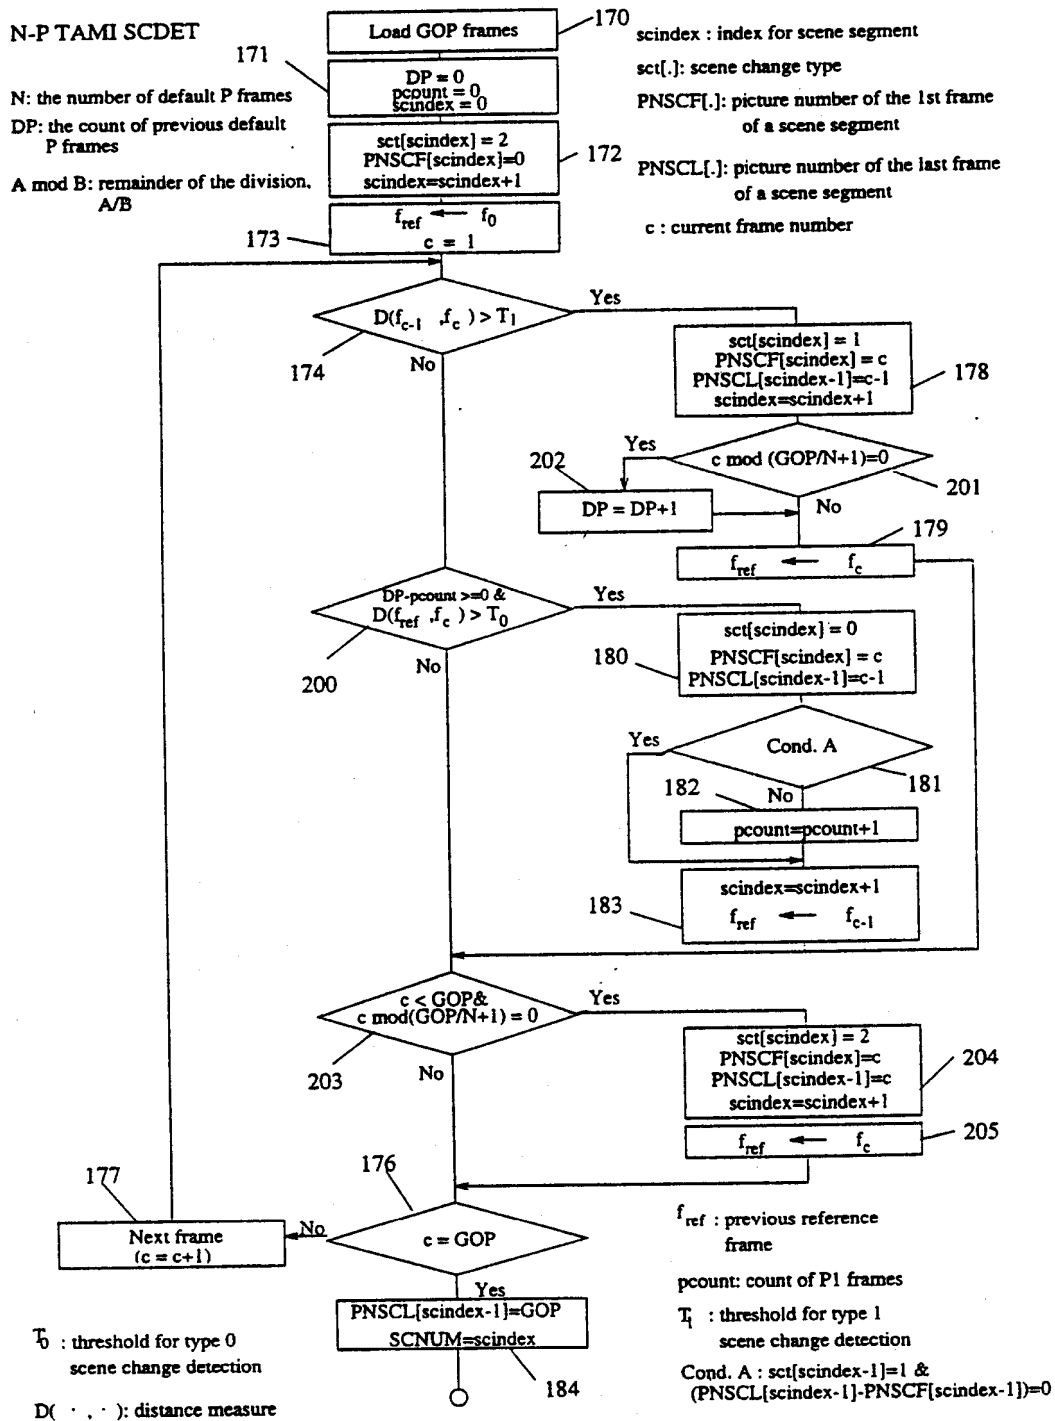 N-P TAMI SCDET
N: the number of default P frames
DP: the count of previous default
P frames
A mod B: remainder of the division,
A/B
Load GOP frames
170
171
DP = 0
pcount = 0
scindex = 0
sct[scindex] = 2
PNSCF[scindex]=0
scindex=scindex+1
172
f_ref ← f_0
c = 1
173
scindex : index for scene segment
sct[.]: scene change type
PNSCF[.]: picture number of the 1st frame
of a scene segment
PNSCL[.]: picture number of the last frame
of a scene segment
c : current frame number
D(f_c-1 ,f_c ) > T_1
174
Yes
No
sct[scindex] = 1
PNSCF[scindex] = c
PNSCL[scindex-1]=c-1
scindex=scindex+1
178
c mod (GOP/N+1)=0
201
Yes
No
202
DP = DP+1
179
f_ref ← f_c
DP-pcount >=0 &
D(f_ref ,f_c ) > T_0
200
Yes
No
sct[scindex] = 0
PNSCF[scindex] = c
PNSCL[scindex-1]=c-1
180
Cond. A
181
Yes
No
182
pcount=pcount+1
scindex=scindex+1
f_ref ← f_c-1
183
c < GOP&
c mod(GOP/N+1) = 0
203
Yes
No
sct[scindex] = 2
PNSCF[scindex]=c
PNSCL[scindex-1]=c
scindex=scindex+1
204
f_ref ← f_c
205
176
c = GOP
No
Yes
177
Next frame
(c = c+1)
PNSCL[scindex-1]=GOP
SCNUM=scindex
184
T_0 : threshold for type 0
scene change detection
D( · , · ): distance measure
f_ref : previous reference
frame
pcount: count of P1 frames
T_1 : threshold for type 1
scene change detection
Cond. A : sct[scindex-1]=1 &
(PNSCL[scindex-1]-PNSCF[scindex-1])=0